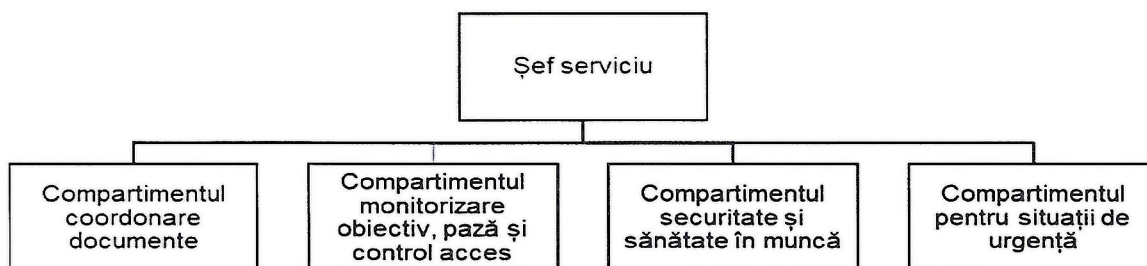 Șef serviciu
Compartimentul
coordonare
documente
Compartimentul
monitorizare
obiectiv, pază și
control acces
Compartimentul
securitate și
sănătate în muncă
Compartimentul
pentru situații de
urgență